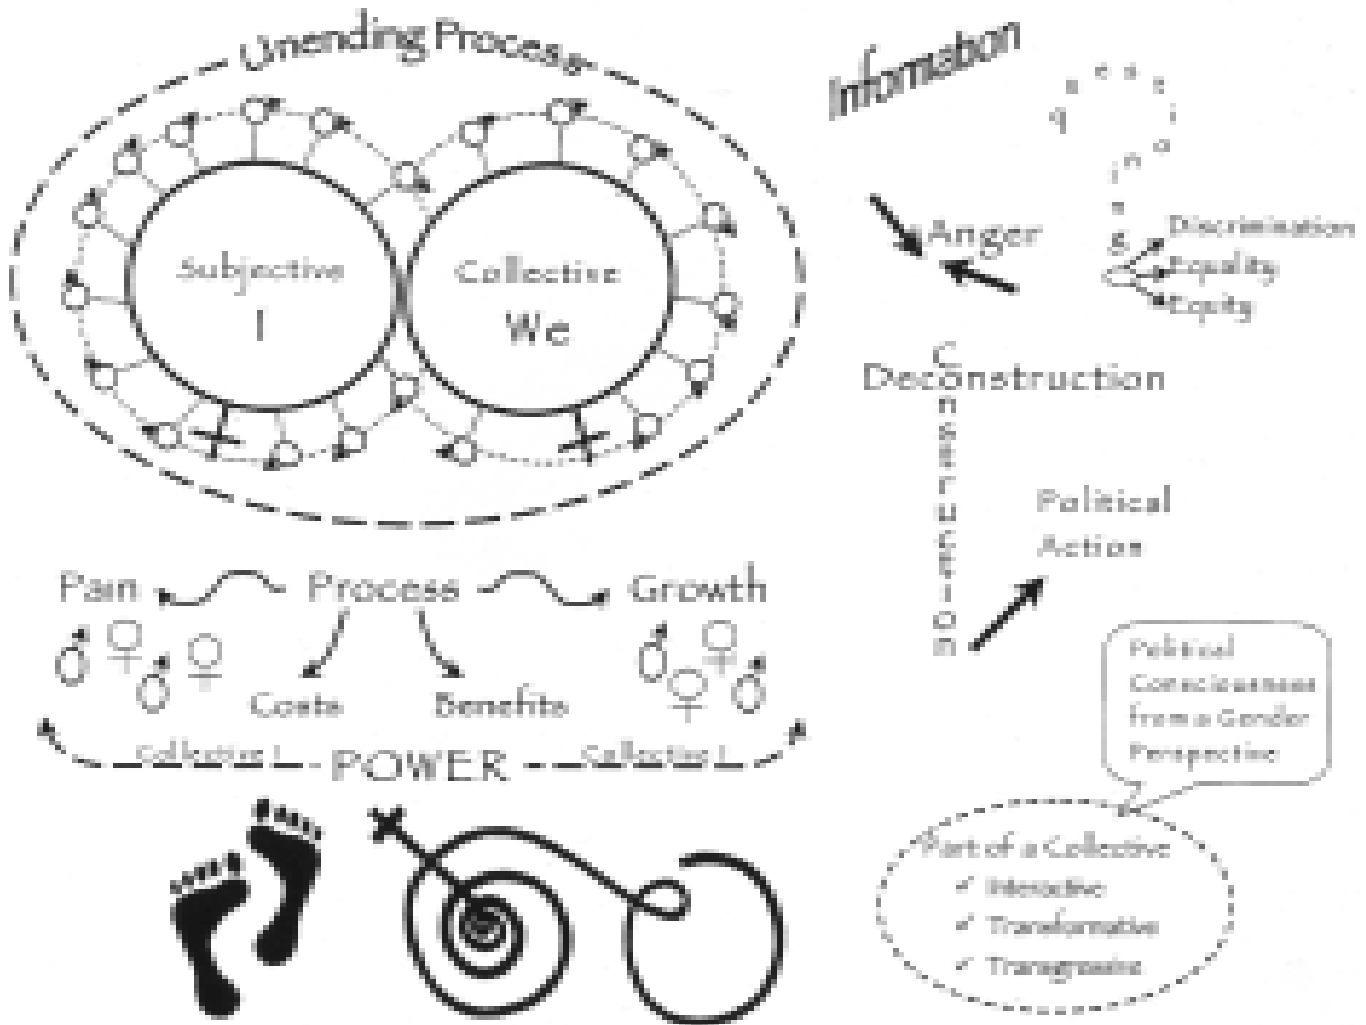 Unending Process
Subjective
I
Collective
We
Pain
Process
Growth
Costs
Benefits
Collective I
POWER
Collective I
Information
questioning
Anger
Discrimination
Equality
Equity
Deconstruction
Construction
Political
Action
Political
Consciousness
from a Gender
Perspective
Part of a Collective
✓ Interactive
✓ Transformative
✓ Transgressive